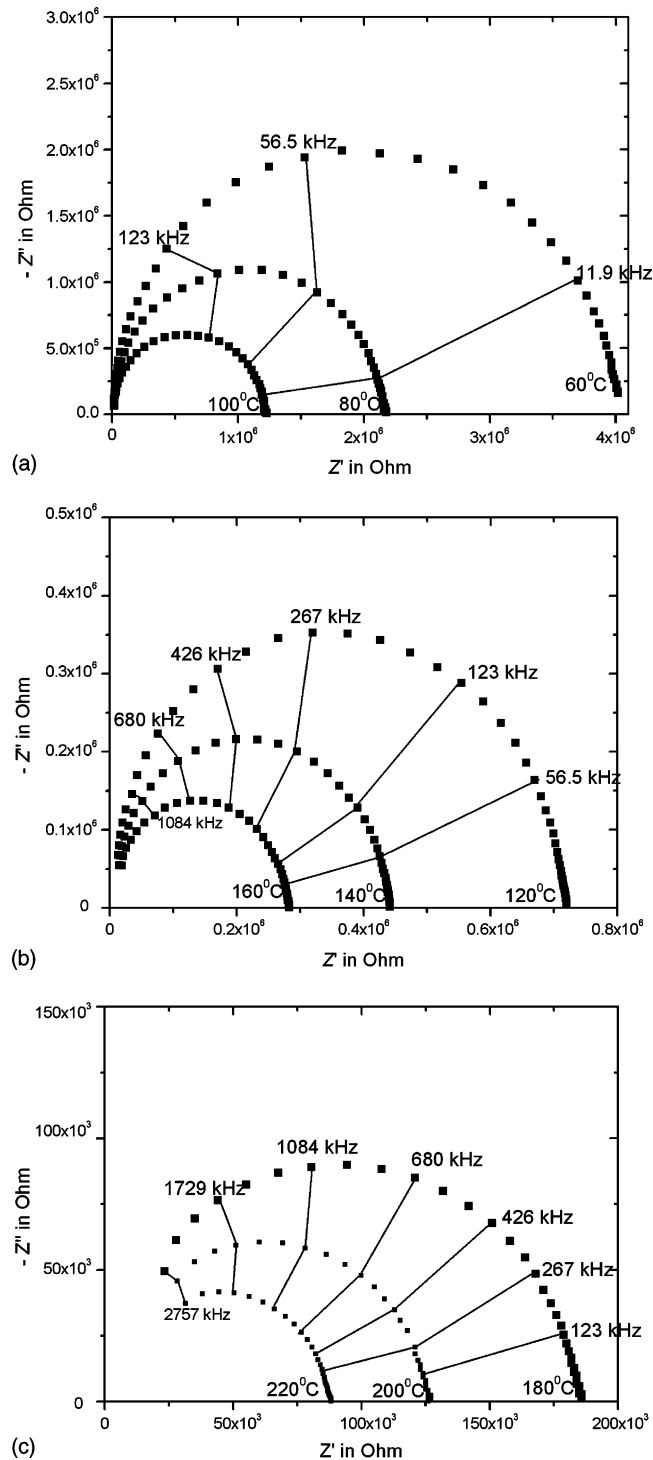 3.0x10⁶
2.5x10⁶
2.0x10⁶
1.5x10⁶
1.0x10⁶
5.0x10⁵
0.0
- Z'' in Ohm
56.5 kHz
123 kHz
11.9 kHz
100⁰C
80⁰C
60⁰C
0
1x10⁶
2x10⁶
3x10⁶
4x10⁶
Z' in Ohm
(a)
0.5x10⁶
0.4x10⁶
0.3x10⁶
0.2x10⁶
0.1x10⁶
0
- Z'' in Ohm
267 kHz
426 kHz
123 kHz
680 kHz
56.5 kHz
1084 kHz
160⁰C
140⁰C
120⁰C
0
0.2x10⁶
0.4x10⁶
0.6x10⁶
0.8x10⁶
Z' in Ohm
(b)
150x10³
100x10³
50x10³
0
- Z'' in Ohm
1084 kHz
680 kHz
1729 kHz
426 kHz
267 kHz
2757 kHz
123 kHz
220⁰C
200⁰C
180⁰C
0
50x10³
100x10³
150x10³
200x10³
Z' in Ohm
(c)